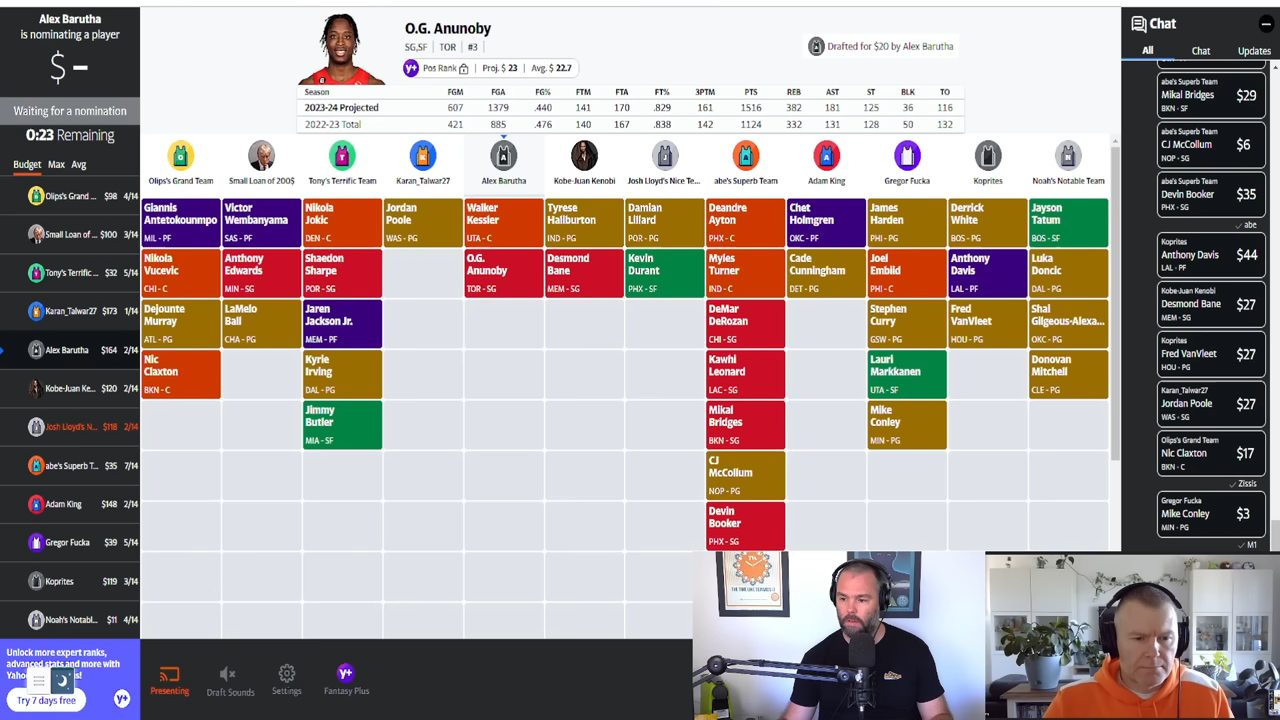 Alex Barutha
is nominating a player
$ –
Waiting for a nomination
0:23 Remaining
Budget Max Avg
Olips's Grand ... $98 4/14
Small Loan of ... $100 3/14
Tony's Terrific ... $32 5/14
Karan_Talwar27 $173 1/14
Alex Barutha $164 2/14
Kobe-Juan Ke... $120 2/14
Josh Lloyd's N... $118 2/14
abe's Superb T... $35 7/14
Adam King $148 2/14
Gregor Fucka $39 5/14
Koprites $119 3/14
Noah's Notabl... $11 4/14
Unlock more expert ranks,
advanced stats and more with
Try 7 days free
y+
O.G. Anunoby
SG,SF | TOR | #3
y+ Pos Rank Proj. $ 23 Avg. $ 22.7
Drafted for $20 by Alex Barutha
Season FGM FGA FG% FTM FTA FT% 3PTM PTS REB AST ST BLK TO
2023-24 Projected 607 1379 .440 141 170 .829 161 1516 382 181 125 36 116
2022-23 Total 421 885 .476 167 .838 142 1124 332 131 128 50 132
Olips's Grand Team Small Loan of 200$ Tony's Terrific Team Karan_Talwar27 Alex Barutha Kobe-Juan Kenobi Josh Lloyd's Nice Te... abe's Superb Team Adam King Gregor Fucka Koprites Noah's Notable Team
Giannis Victor Nikola Jordan Walker Tyrese Damian Deandre Chet James Derrick Jayson
Antetokounmpo Wembanyama Jokic Poole Kessler Haliburton Lillard Ayton Holmgren Harden White Tatum
MIL - PF SAS - PF DEN - C WAS - PG UTA - C IND - PG POR - PG PHX - C OKC - PF PHI - PG BOS - PG BOS - SF
Nikola Anthony Shaedon O.G. Desmond Kevin Myles Cade Joel Anthony Luka
Vucevic Edwards Sharpe Anunoby Bane Durant Turner Cunningham Embiid Davis Doncic
CHI - C MIN - SG POR - SG TOR - SG MEM - SG PHX - SF IND - C DET - PG PHI - C LAL - PF DAL - PG
Dejounte LaMelo Jaren DeMar Stephen Fred Shai
Murray Ball Jackson Jr. DeRozan Curry VanVleet Gilgeous-Alexa...
ATL - PG CHA - PG MEM - PF CHI - SG GSW - PG HOU - PG OKC - PG
Nic Kyrie Kawhi Lauri Donovan
Claxton Irving Leonard Markkanen Mitchell
BKN - C DAL - PG LAC - SG UTA - SF CLE - PG
Jimmy Mikal Mike
Butler Bridges Conley
MIA - SF BKN - SG MIN - PG
CJ
McCollum
NOP - PG
Devin
Booker
PHX - SG
Presenting Draft Sounds Settings Fantasy Plus
Chat
All Chat Updates
abe's Superb Team
Mikal Bridges $29
BKN - SF
abe's Superb Team
CJ McCollum $6
NOP - SG
abe's Superb Team
Devin Booker $35
PHX - SG
abe
Koprites
Anthony Davis $44
LAL - PF
Kobe-Juan Kenobi
Desmond Bane $27
MEM - SG
Koprites
Fred VanVleet $27
HOU - PG
Karan_Talwar27
Jordan Poole $27
WAS - SG
Olips's Grand Team
Nic Claxton $17
BKN - C
Zissis
Gregor Fucka
Mike Conley $3
MIN - PG
M1